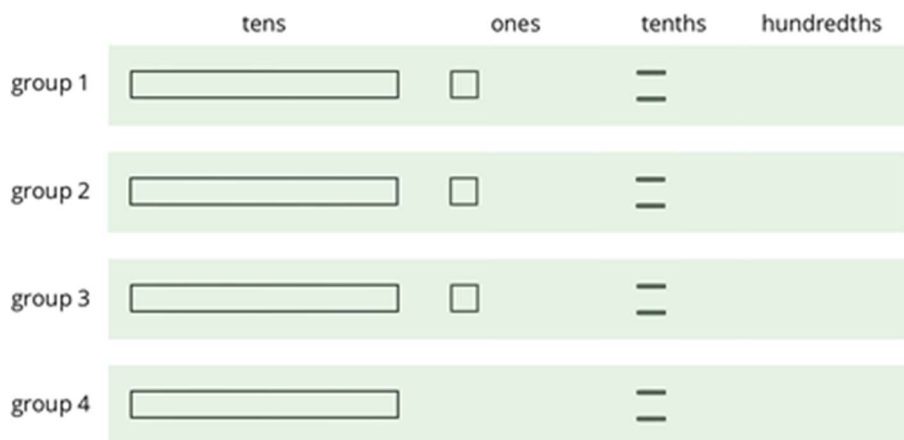 tens ones tenths hundredths
group 1
group 2
group 3
group 4